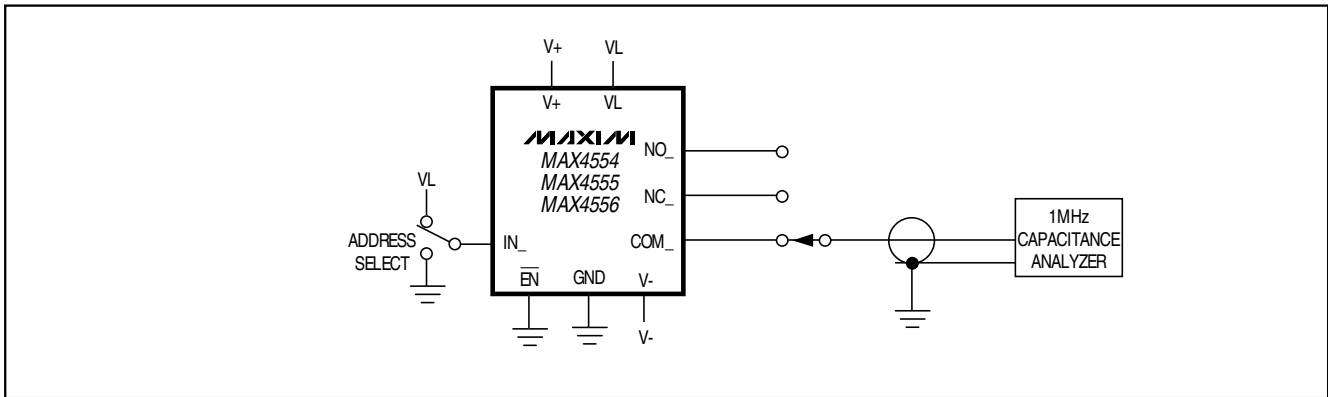 V+ VL
V+ VL
MAXIM
MAX4554
MAX4555
MAX4556
NO_
NC_
COM_
VL
ADDRESS
SELECT
IN_
EN GND V-
V-
1MHz
CAPACITANCE
ANALYZER